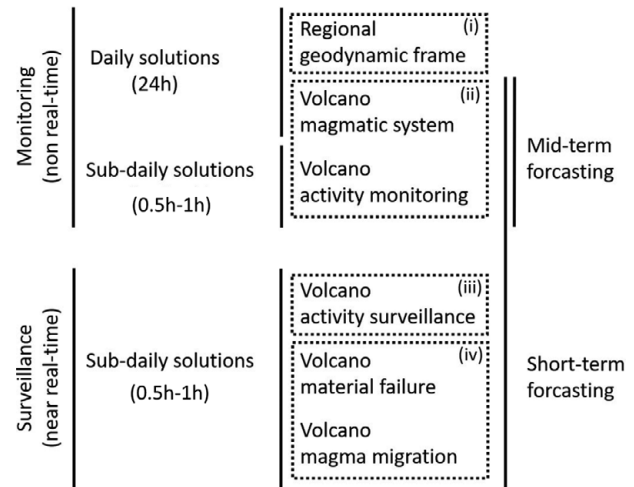 Monitoring
(non real-time)
Daily solutions
(24h)
Sub-daily solutions
(0.5h-1h)
Regional (i)
geodynamic frame
Volcano (ii)
magmatic system
Volcano
activity monitoring
Mid-term
forcasting
Surveillance
(near real-time)
Sub-daily solutions
(0.5h-1h)
Volcano (iii)
activity surveillance
Volcano (iv)
material failure
Volcano
magma migration
Short-term
forcasting